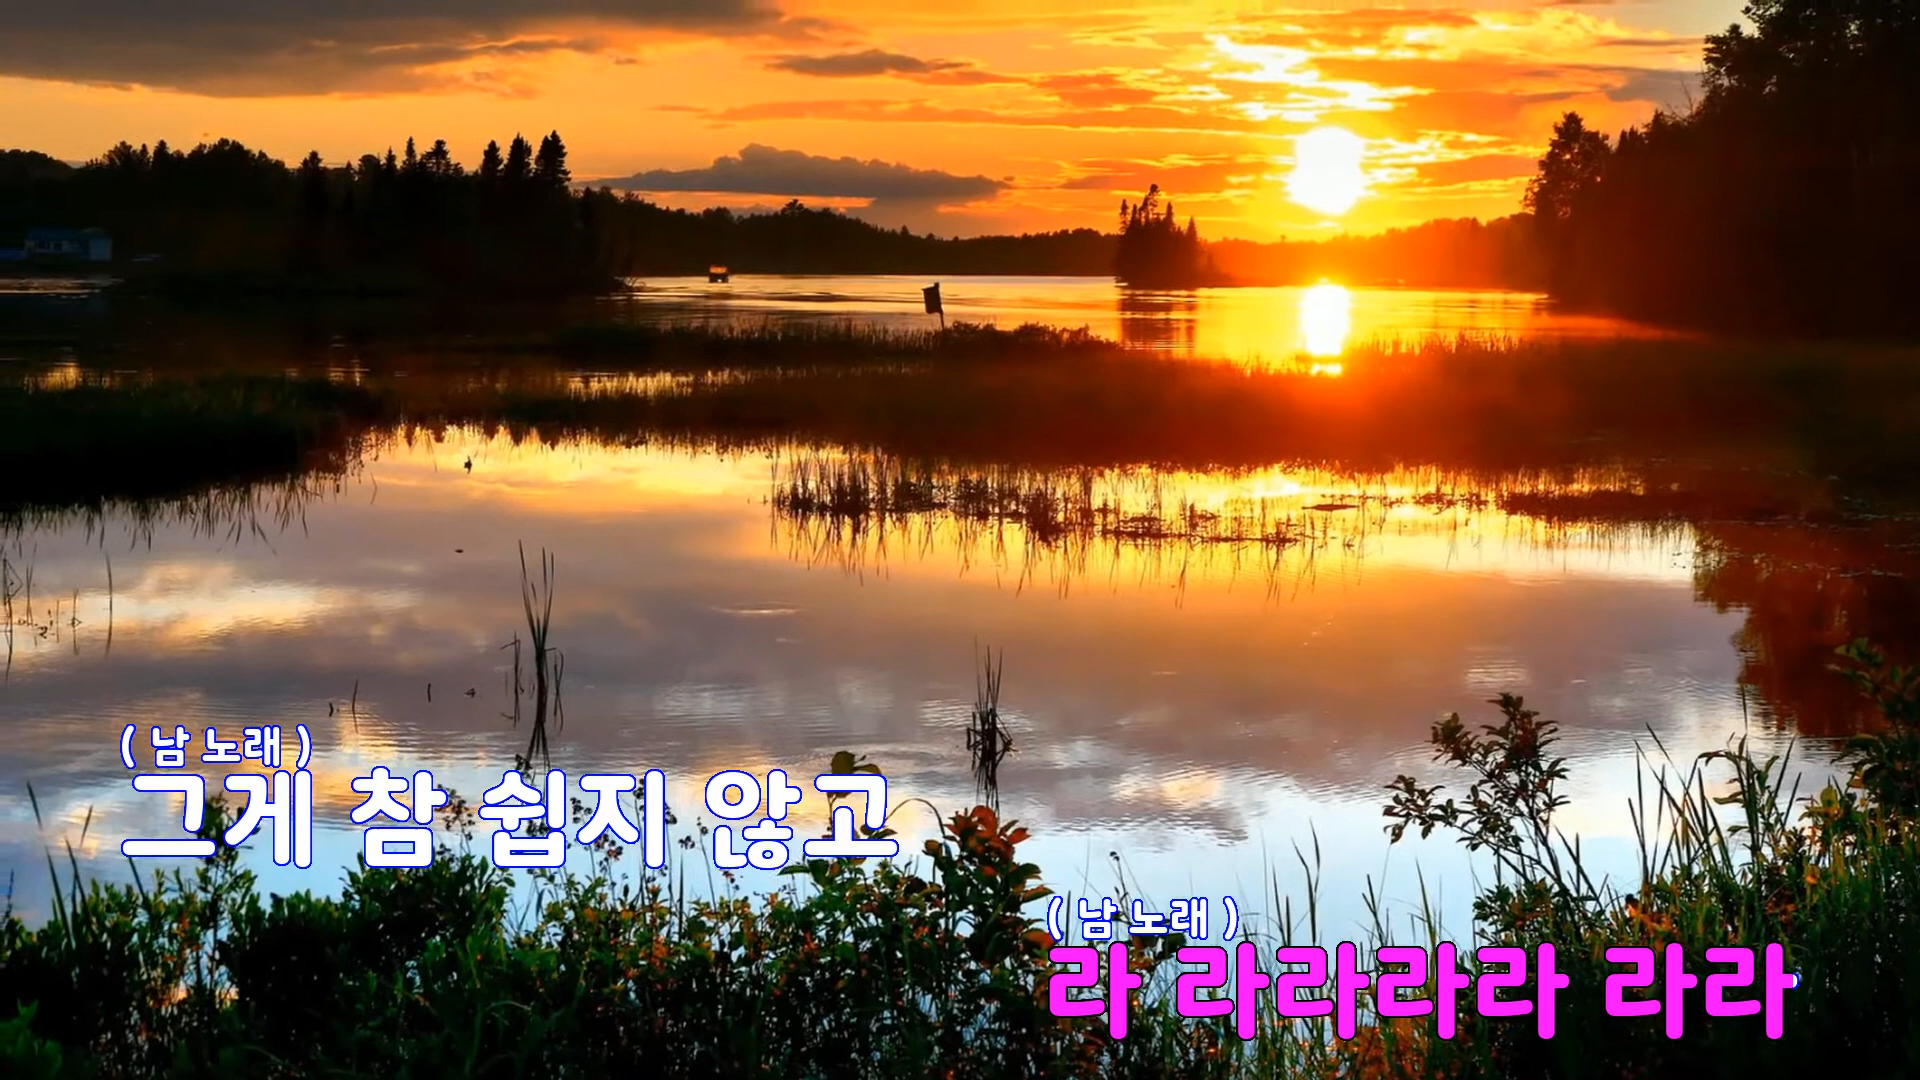 ( 남 노래 )
그게 참 쉽지 않고
( 남 노래 )
라 라라라라 라라